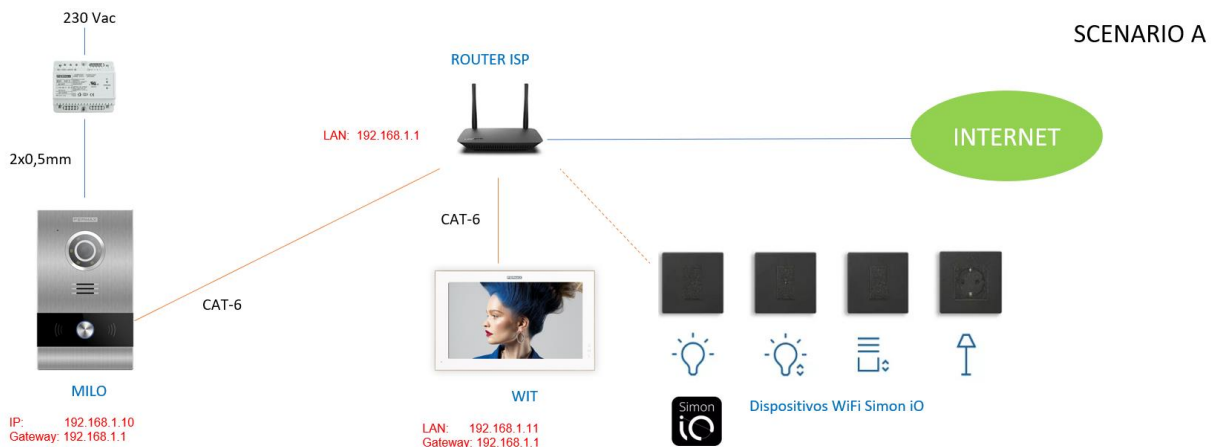 230 Vac
SCENARIO A
ROUTER ISP
LAN: 192.168.1.1
INTERNET
2x0,5mm
CAT-6
CAT-6
MILO
IP: 192.168.1.10
Gateway: 192.168.1.1
WIT
LAN: 192.168.1.11
Gateway: 192.168.1.1
Simon
iO
Dispositivos WiFi Simon iO